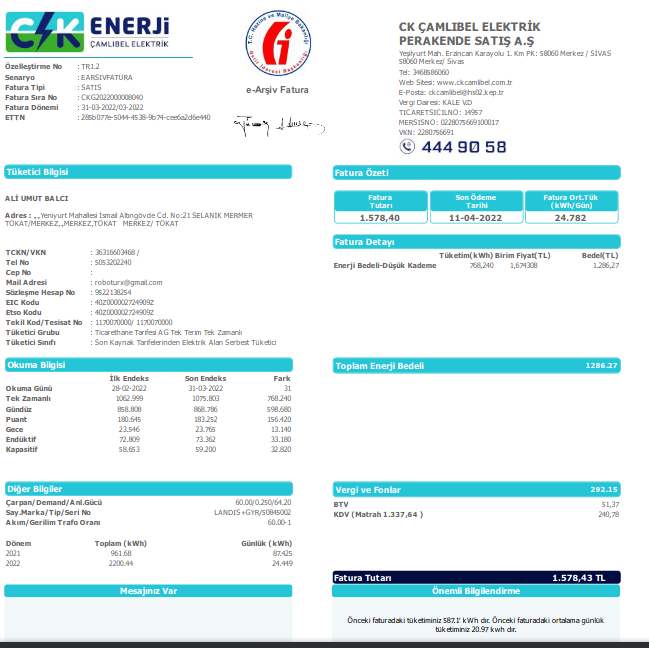 CK ENERJi
ÇAMLIBEL ELEKTRİK
Özelleştirme No : TR1.2
Senaryo : EARSIVFATURA
Fatura Tipi : SATIS
Fatura Sıra No : CKG2022000008040
Fatura Dönemi : 31-03-2022/03-2022
ETTN : 285b077e-5044-4538-9b74-cee6a2d6e440
T.C. Hazine ve Maliye Bakanlığı
Gelir İdaresi Başkanlığı
e-Arşiv Fatura
CK ÇAMLIBEL ELEKTRİK
PERAKENDE SATIŞ A.Ş
Yeşilyurt Mah. Erzincan Karayolu 1. Km PK: 58060 Merkez / SİVAS
58060 Merkez/ Sivas
Tel: 3468586060
Web Sitesi: www.ckcamlibel.com.tr
E-Posta: ckcamlibel@hs02.kep.tr
Vergi Dairesi: KALE V.D
TICARETSICILNO: 14957
MERSISNO: 0228075669100017
VKN: 2280756691
444 90 58
Tüketici Bilgisi
ALİ UMUT BALCI
Adres : ,,Yeniyurt Mahallesi İsmail Altıngövde Cd. No:21 SELANİK MERMER
TOKAT/MERKEZ,,MERKEZ,TOKAT MERKEZ/ TOKAT
TCKN/VKN : 36316603468 /
Tel No : 5053202240
Cep No :
Mail Adresi : roboturx@gmail.com
Sözleşme Hesap No : 9522138254
EIC Kodu : 40Z000002724909Z
Etso Kodu : 40Z000002724909Z
Tekil Kod/Tesisat No : 1170070000/ 1170070000
Tüketici Grubu : Ticarethane Tarifesi AG Tek Terim Tek Zamanlı
Tüketici Sınıfı : Son Kaynak Tarifelerinden Elektrik Alan Serbest Tüketici
Fatura Özeti
Fatura Tutarı Son Ödeme Tarihi Fatura Ort.Tük (kWh/Gün)
1.578,40 11-04-2022 24.782
Fatura Detayı
Tüketim(kWh) Birim Fiyat(TL) Bedel(TL)
Enerji Bedeli-Düşük Kademe 768,240 1,674308 1.286,27
Okuma Bilgisi
İlk Endeks Son Endeks Fark
Okuma Günü 28-02-2022 31-03-2022 31
Tek Zamanlı 1062.999 1075.803 768.240
Gündüz 858.808 868.786 598.680
Puant 180.645 183.252 156.420
Gece 23.546 23.765 13.140
Endüktif 72.809 73.362 33.180
Kapasitif 58.653 59.200 32.820
Toplam Enerji Bedeli 1286.27
Diğer Bilgiler
Çarpan/Demand/Anl.Gücü 60.00/0.250/64.20
Say.Marka/Tip/Seri No LANDIS+GYR/50845002
Akım/Gerilim Trafo Oranı 60.00-1
Dönem Toplam (kWh) Günlük (kWh)
2021 961.68 87.425
2022 2200.44 24.449
Vergi ve Fonlar 292.15
BTV 51,37
KDV (Matrah 1.337,64 ) 240,78
Fatura Tutarı 1.578,43 TL
Mesajınız Var
Önemli Bilgilendirme
Önceki faturadaki tüketiminiz 587.1' kWh dir. Önceki faturadaki ortalama günlük
tüketiminiz 20.97 kwh dir.